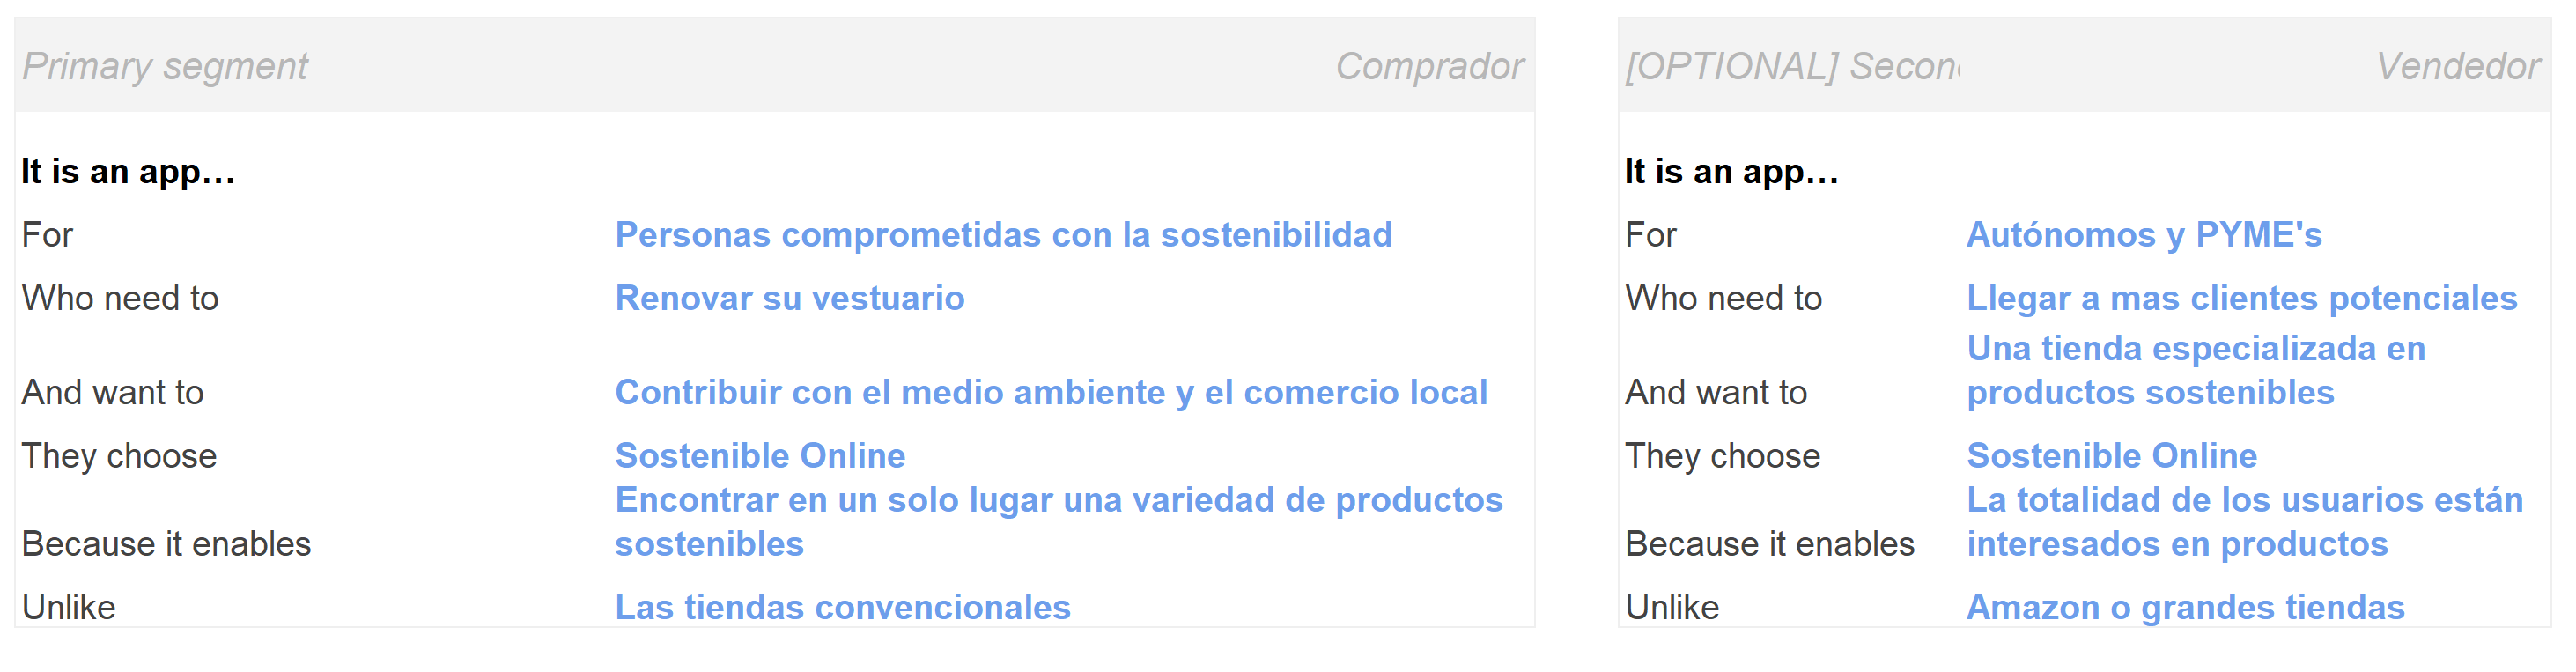 Primary segment Comprador
It is an app…
For Personas comprometidas con la sostenibilidad
Who need to Renovar su vestuario
And want to Contribuir con el medio ambiente y el comercio local
They choose Sostenible Online
Encontrar en un solo lugar una variedad de productos
Because it enables sostenibles
Unlike Las tiendas convencionales
[OPTIONAL] Secon Vendedor
It is an app…
For Autónomos y PYME's
Who need to Llegar a mas clientes potenciales
Una tienda especializada en
And want to productos sostenibles
They choose Sostenible Online
La totalidad de los usuarios están
Because it enables interesados en productos
Unlike Amazon o grandes tiendas